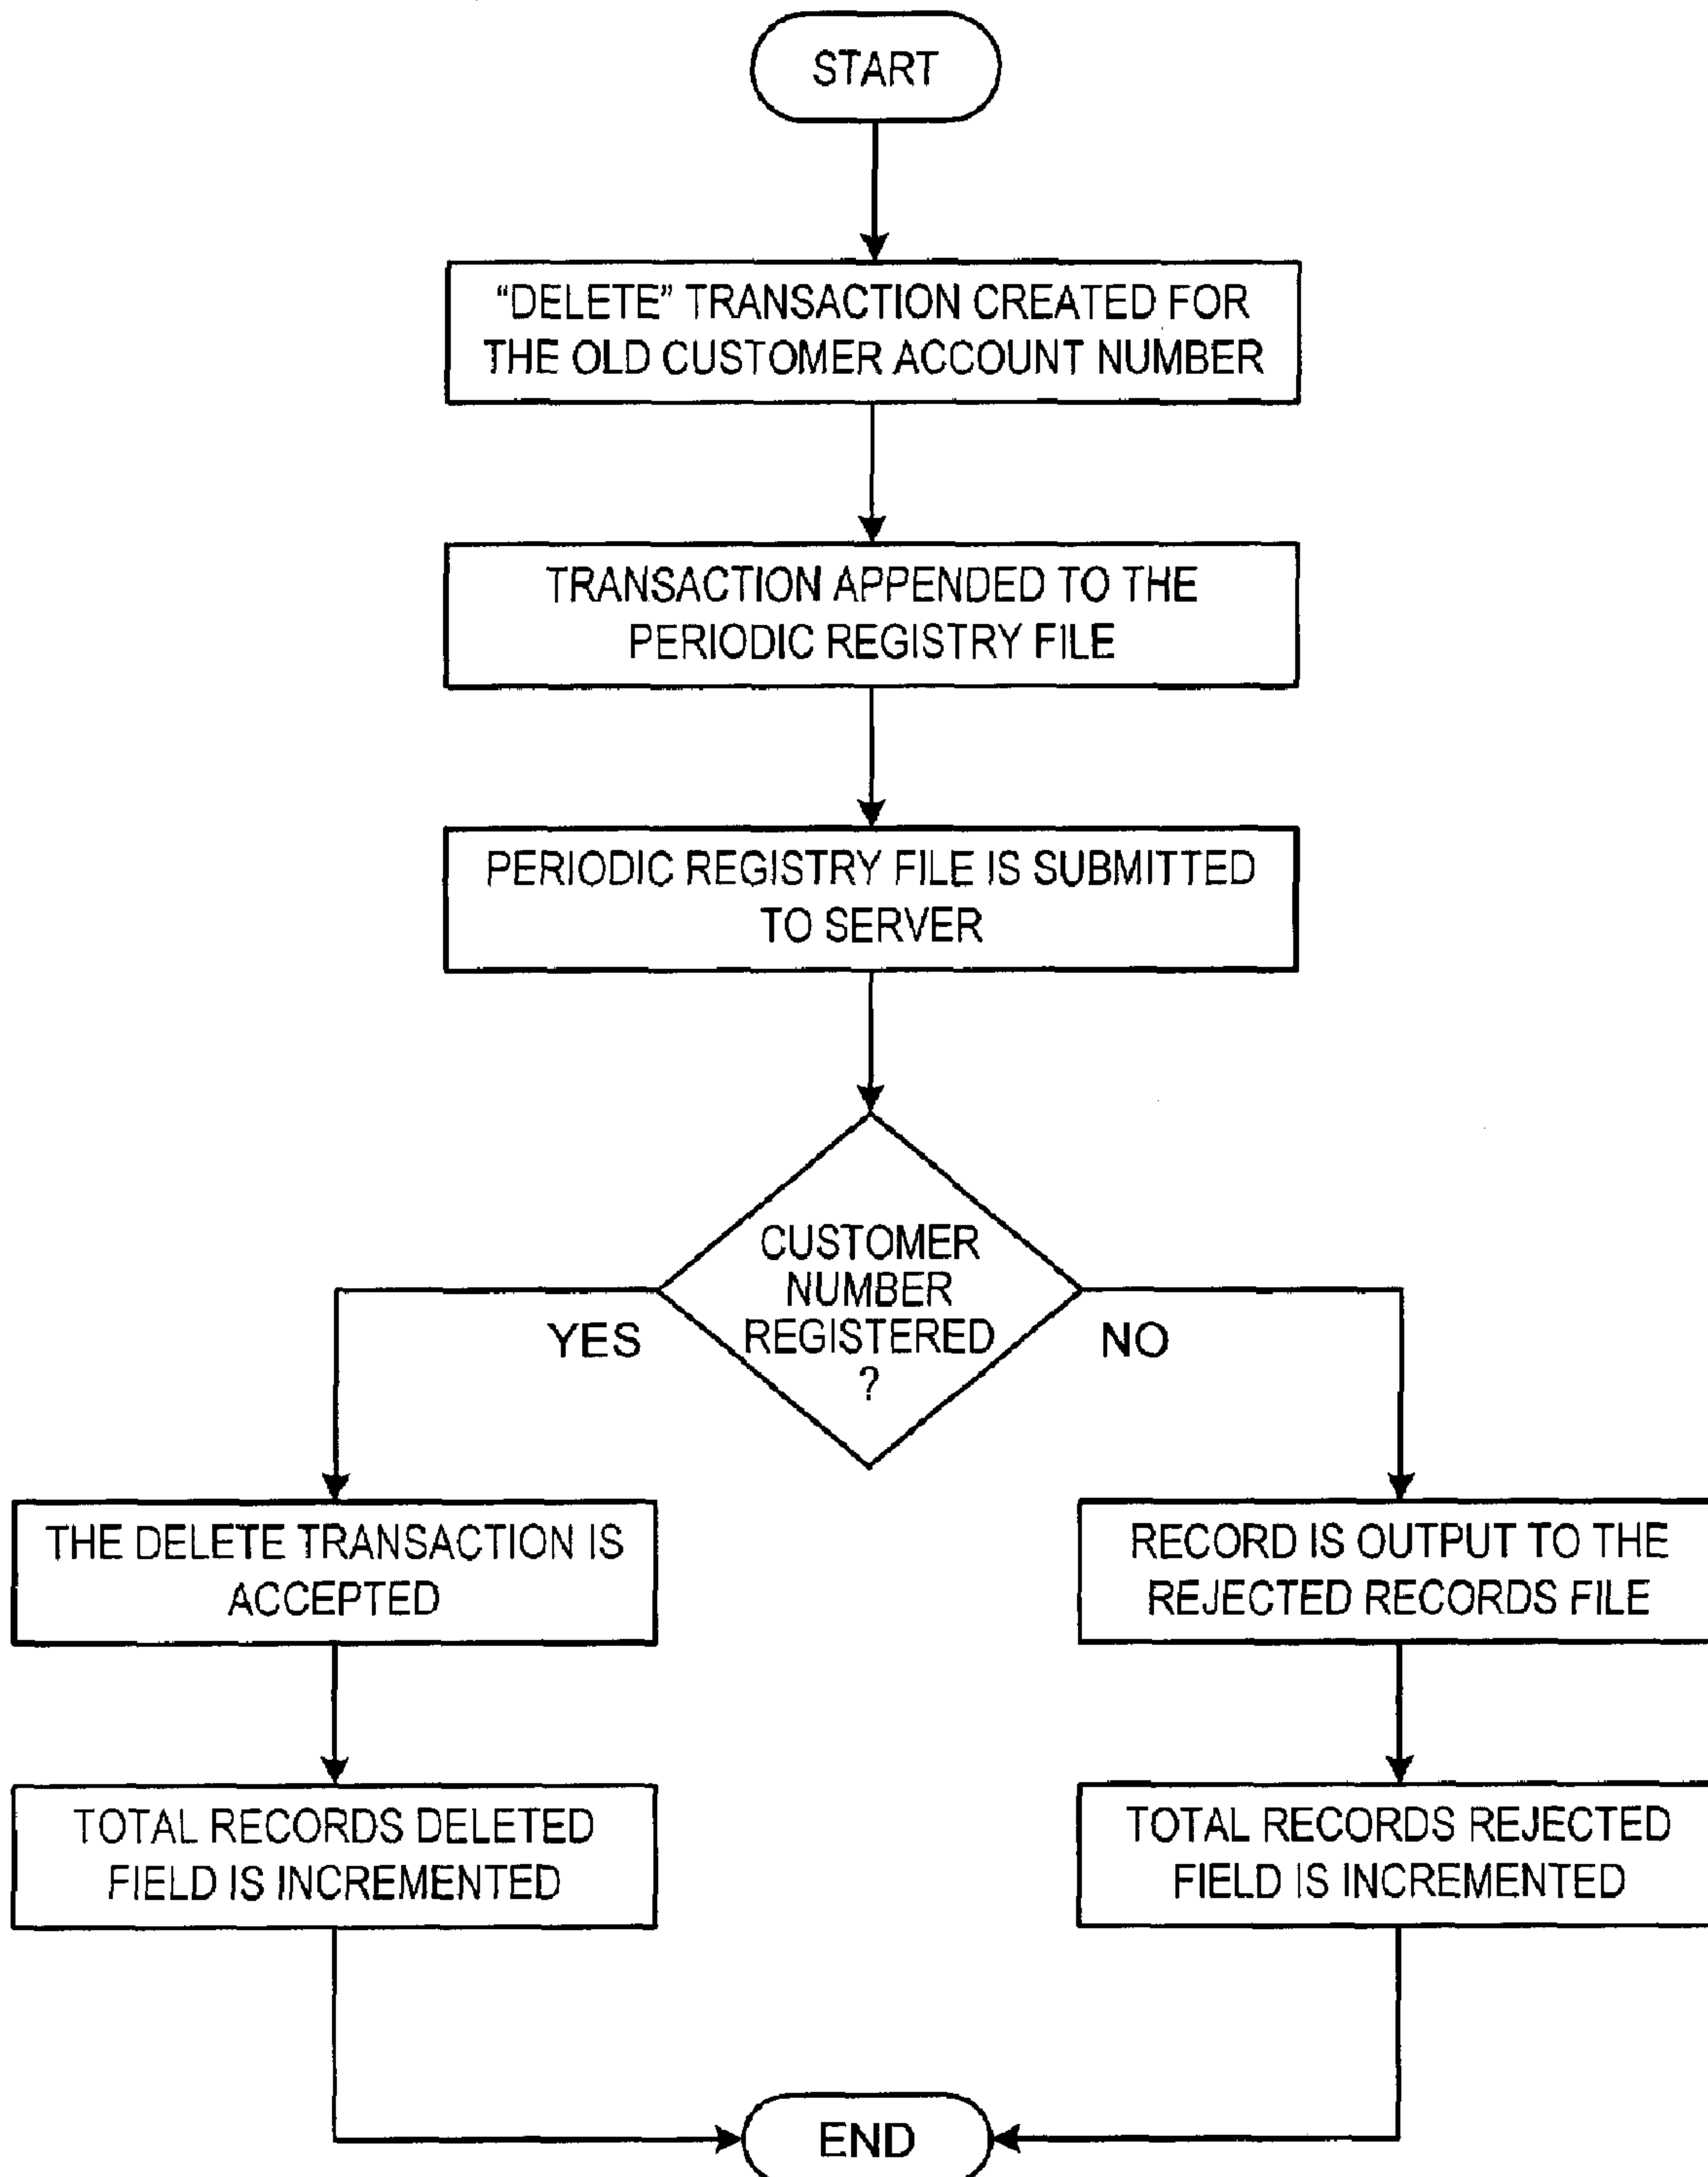 START
“DELETE” TRANSACTION CREATED FOR
THE OLD CUSTOMER ACCOUNT NUMBER
TRANSACTION APPENDED TO THE
PERIODIC REGISTRY FILE
PERIODIC REGISTRY FILE IS SUBMITTED
TO SERVER
CUSTOMER
NUMBER
REGISTERED
?
YES
NO
THE DELETE TRANSACTION IS
ACCEPTED
RECORD IS OUTPUT TO THE
REJECTED RECORDS FILE
TOTAL RECORDS DELETED
FIELD IS INCREMENTED
TOTAL RECORDS REJECTED
FIELD IS INCREMENTED
END